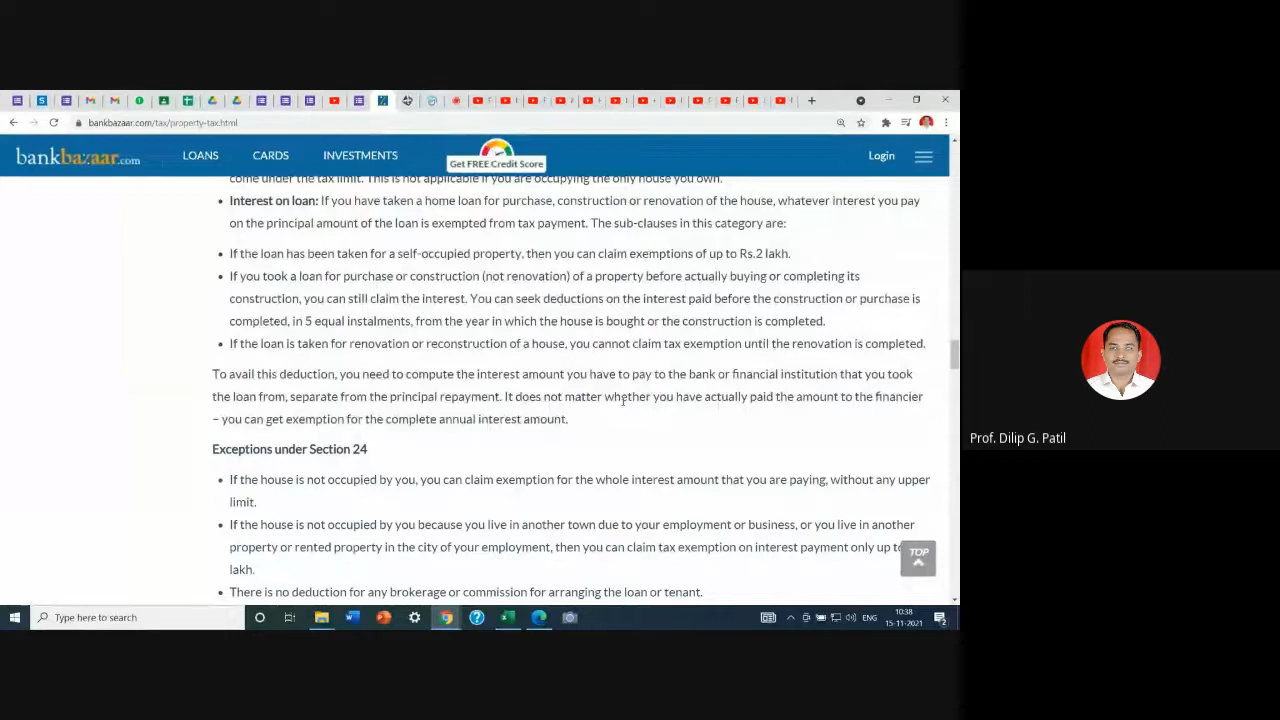 bankbazaar.com/tax/property-tax.html
bankbazaar.com
LOANS
CARDS
INVESTMENTS
Get FREE Credit Score
Login
come under the tax limit. This is not applicable if you are occupying the only house you own.
Interest on loan: If you have taken a home loan for purchase, construction or renovation of the house, whatever interest you pay
on the principal amount of the loan is exempted from tax payment. The sub-clauses in this category are:
If the loan has been taken for a self-occupied property, then you can claim exemptions of up to Rs.2 lakh.
If you took a loan for purchase or construction (not renovation) of a property before actually buying or completing its
construction, you can still claim the interest. You can seek deductions on the interest paid before the construction or purchase is
completed, in 5 equal instalments, from the year in which the house is bought or the construction is completed.
If the loan is taken for renovation or reconstruction of a house, you cannot claim tax exemption until the renovation is completed.
To avail this deduction, you need to compute the interest amount you have to pay to the bank or financial institution that you took
the loan from, separate from the principal repayment. It does not matter whether you have actually paid the amount to the financier
– you can get exemption for the complete annual interest amount.
Exceptions under Section 24
If the house is not occupied by you, you can claim exemption for the whole interest amount that you are paying, without any upper
limit.
If the house is not occupied by you because you live in another town due to your employment or business, or you live in another
property or rented property in the city of your employment, then you can claim tax exemption on interest payment only up to
lakh.
There is no deduction for any brokerage or commission for arranging the loan or tenant.
TOP
Type here to search
ENG
10:38
15-11-2021
Prof. Dilip G. Patil